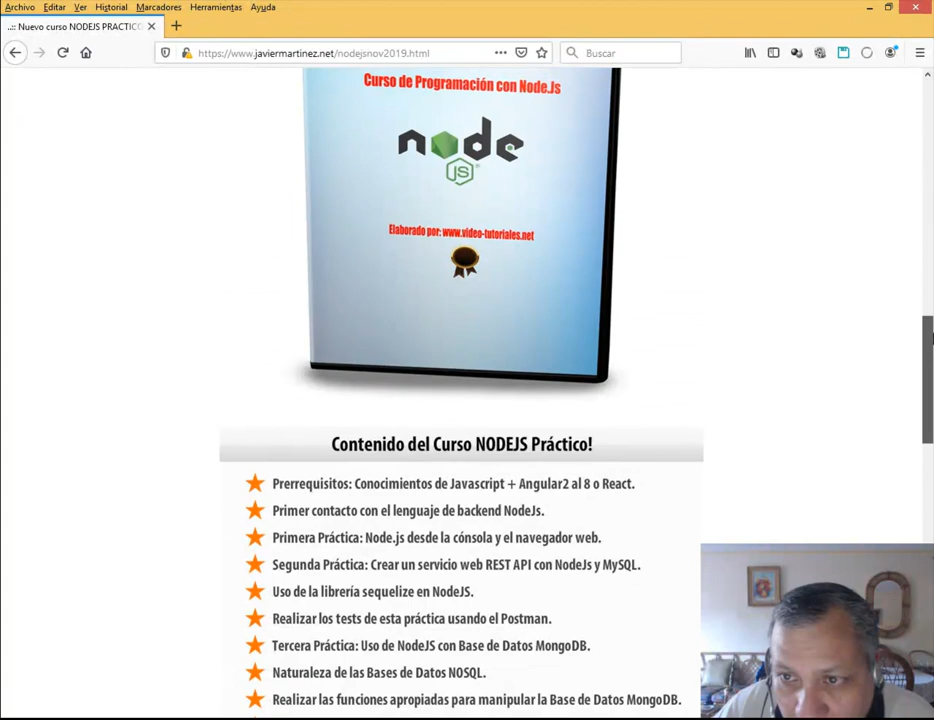 Archivo Editar Ver Historial Marcadores Herramientas Ayuda
..:: Nuevo curso NODEJS PRACTICO
https://www.javiermartinez.net/nodejsnov2019.html
Buscar
Curso de Programación con Node.Js
node
JS
Elaborado por: www.video-tutoriales.net
Contenido del Curso NODEJS Práctico!
Prerrequisitos: Conocimientos de Javascript + Angular2 al 8 o React.
Primer contacto con el lenguaje de backend NodeJs.
Primera Práctica: Node.js desde la cónsola y el navegador web.
Segunda Práctica: Crear un servicio web REST API con NodeJs y MySQL.
Uso de la librería sequelize en NodeJS.
Realizar los tests de esta práctica usando el Postman.
Tercera Práctica: Uso de NodeJS con Base de Datos MongoDB.
Naturaleza de las Bases de Datos NOSQL.
Realizar las funciones apropiadas para manipular la Base de Datos MongoDB.